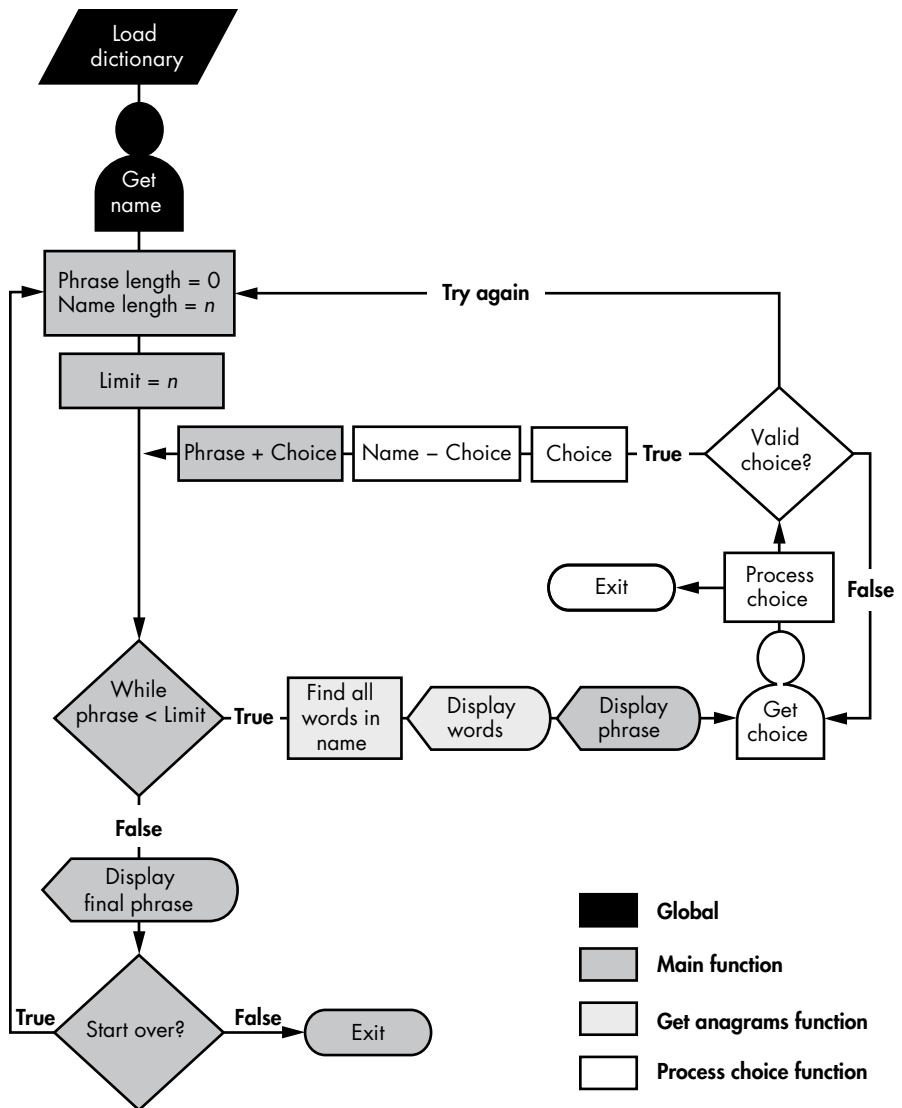 Load
dictionary
Get
name
Phrase length = 0
Name length = n
Try again
Limit = n
Phrase + Choice
Name – Choice
Choice
True
Valid
choice?
Exit
Process
choice
False
While
phrase < Limit
True
Find all
words in
name
Display
words
Display
phrase
Get
choice
False
Display
final phrase
True
Start over?
False
Exit
Global
Main function
Get anagrams function
Process choice function